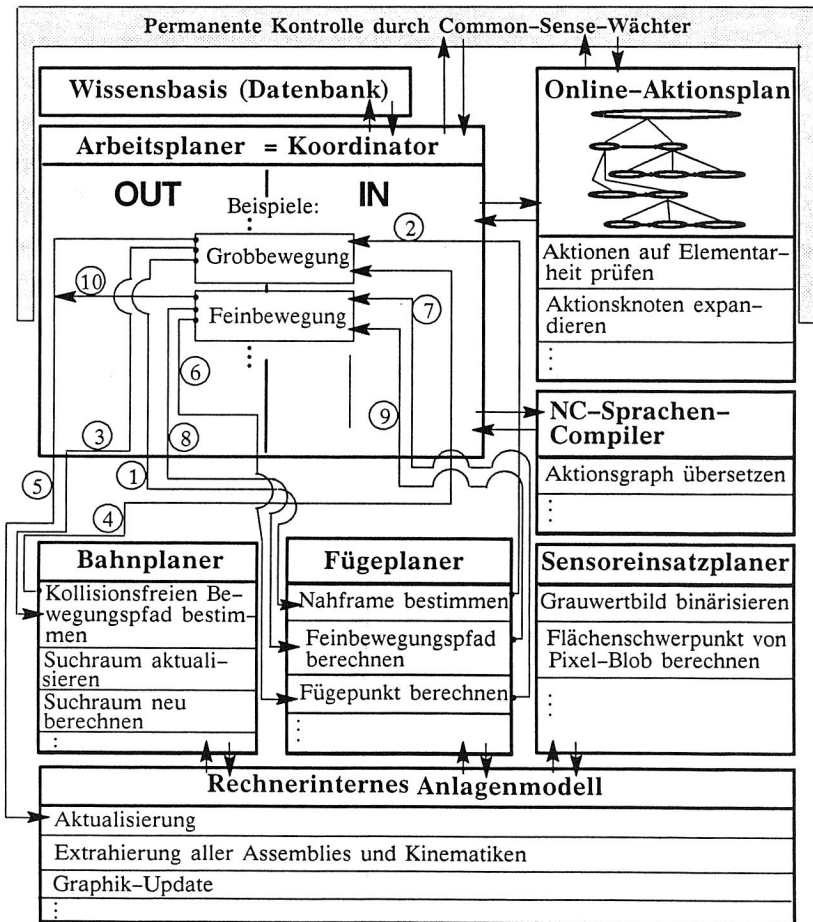 Permanente Kontrolle durch Common-Sense-Wächter
Wissensbasis (Datenbank)
Arbeitsplaner = Koordinator
OUT
IN
Beispiele:
Grobbewegung
Feinbewegung
②
⑩
⑦
⑥
⑨
③
⑧
①
⑤
④
Online-Aktionsplan
Aktionen auf Elementar-
heit prüfen
Aktionsknoten expan-
dieren
NC-Sprachen-
Compiler
Aktionsgraph übersetzen
Bahnplaner
Kollisionsfreien Be-
wegungspfad bestim-
men
Suchraum aktuali-
sieren
Suchraum neu
berechnen
Fügeplaner
Nahframe bestimmen
Feinbewegungspfad
berechnen
Fügepunkt berechnen
Sensoreinsatzplaner
Grauwertbild binärisieren
Flächenschwerpunkt von
Pixel-Blob berechnen
Rechnerinternes Anlagenmodell
Aktualisierung
Extrahierung aller Assemblies und Kinematiken
Graphik-Update